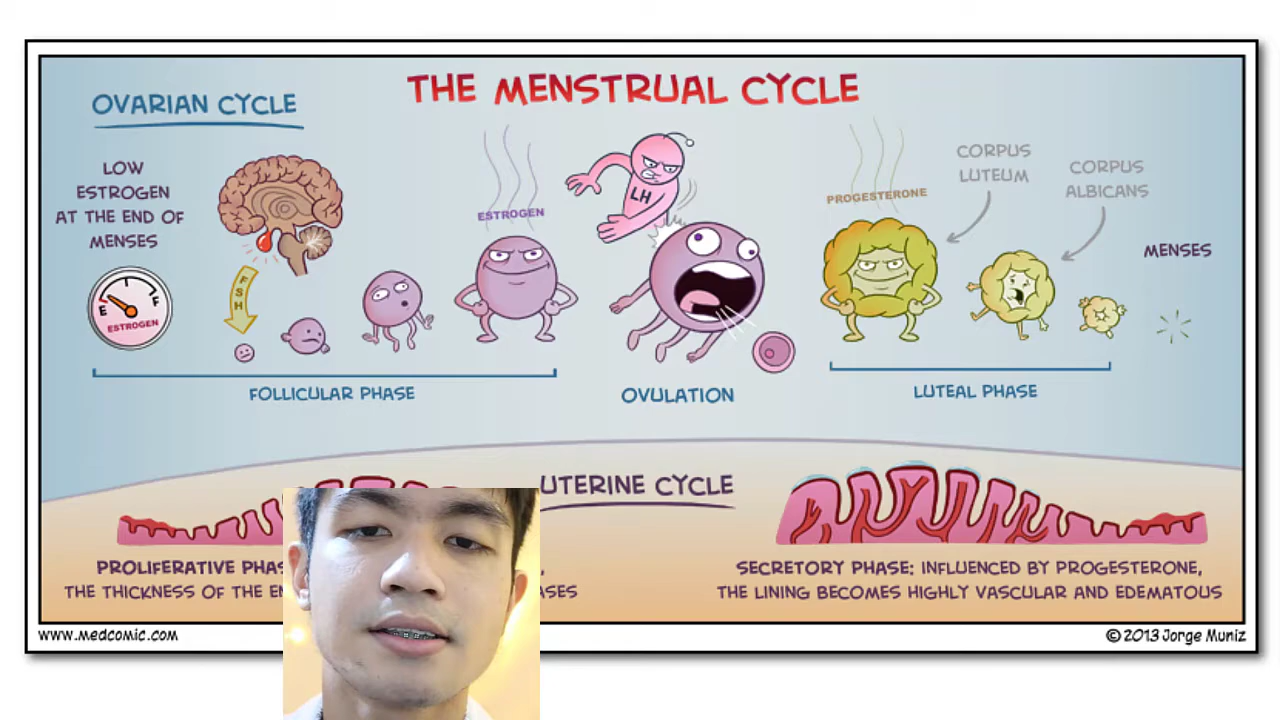 THE MENSTRUAL CYCLE
OVARIAN CYCLE
LOW
ESTROGEN
AT THE END OF
MENSES
E F
ESTROGEN
FSH
ESTROGEN
LH
PROGESTERONE
CORPUS
LUTEUM
CORPUS
ALBICANS
MENSES
FOLLICULAR PHASE
OVULATION
LUTEAL PHASE
UTERINE CYCLE
PROLIFERATIVE PHAS
THE THICKNESS OF THE EN
ASES
SECRETORY PHASE: INFLUENCED BY PROGESTERONE,
THE LINING BECOMES HIGHLY VASCULAR AND EDEMATOUS
www.medcomic.com
© 2013 Jorge Muniz